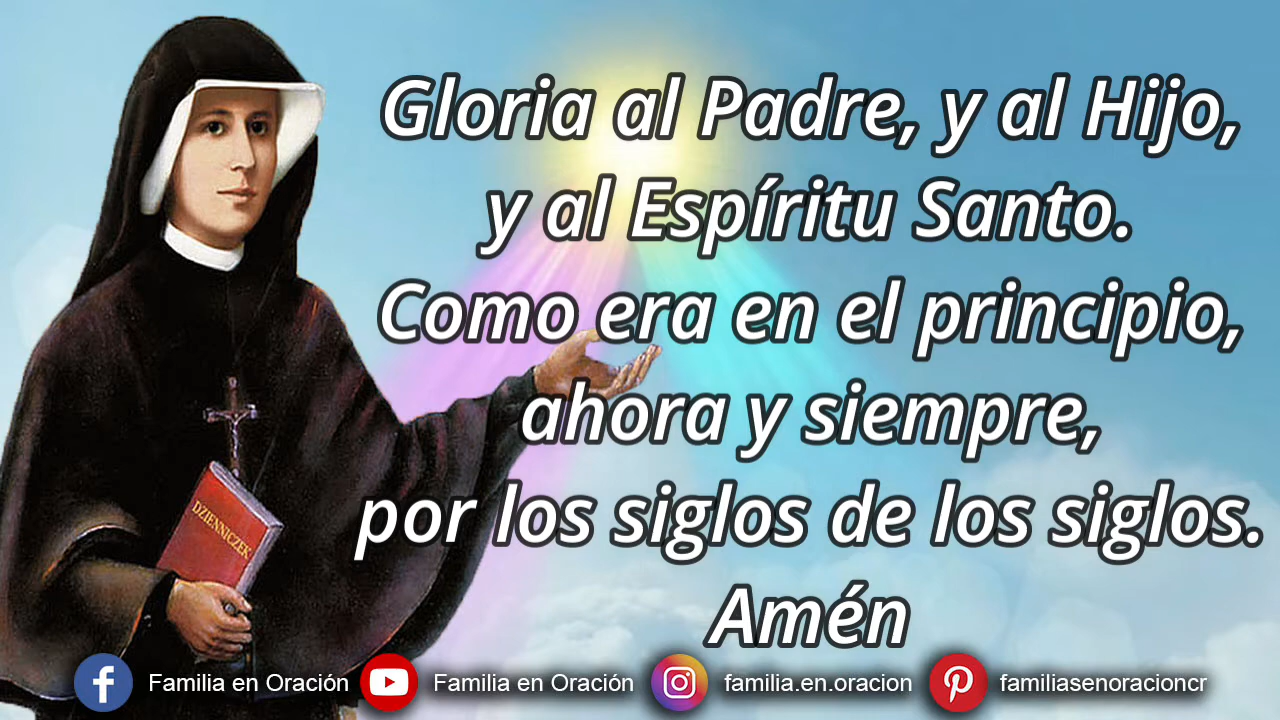 Gloria al Padre, y al Hijo,
y al Espíritu Santo.
Como era en el principio,
ahora y siempre,
por los siglos de los siglos.
Amén
DZIENNICZEK
Familia en Oración
Familia en Oración
familia.en.oracion
familiasenoracioncr